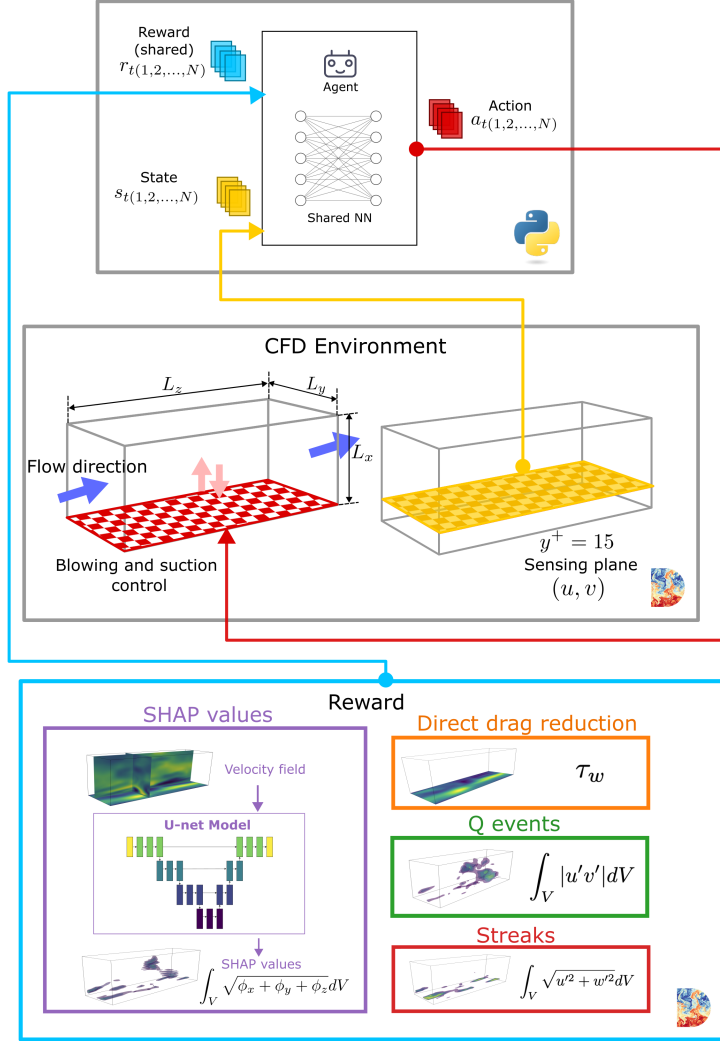 Reward
(shared)
r_{t(1,2,...,N)}
Agent
Action
a_{t(1,2,...,N)}
State
s_{t(1,2,...,N)}
Shared NN
CFD Environment
L_z
L_y
L_x
Flow direction
Blowing and suction
control
y^+ = 15
Sensing plane
(u, v)
Reward
SHAP values
Velocity field
U-net Model
SHAP values
∫_V √(ϕ_x + ϕ_y + ϕ_z)dV
Direct drag reduction
τ_w
Q events
∫_V |u′v′|dV
Streaks
∫_V √(u′² + w′²)dV